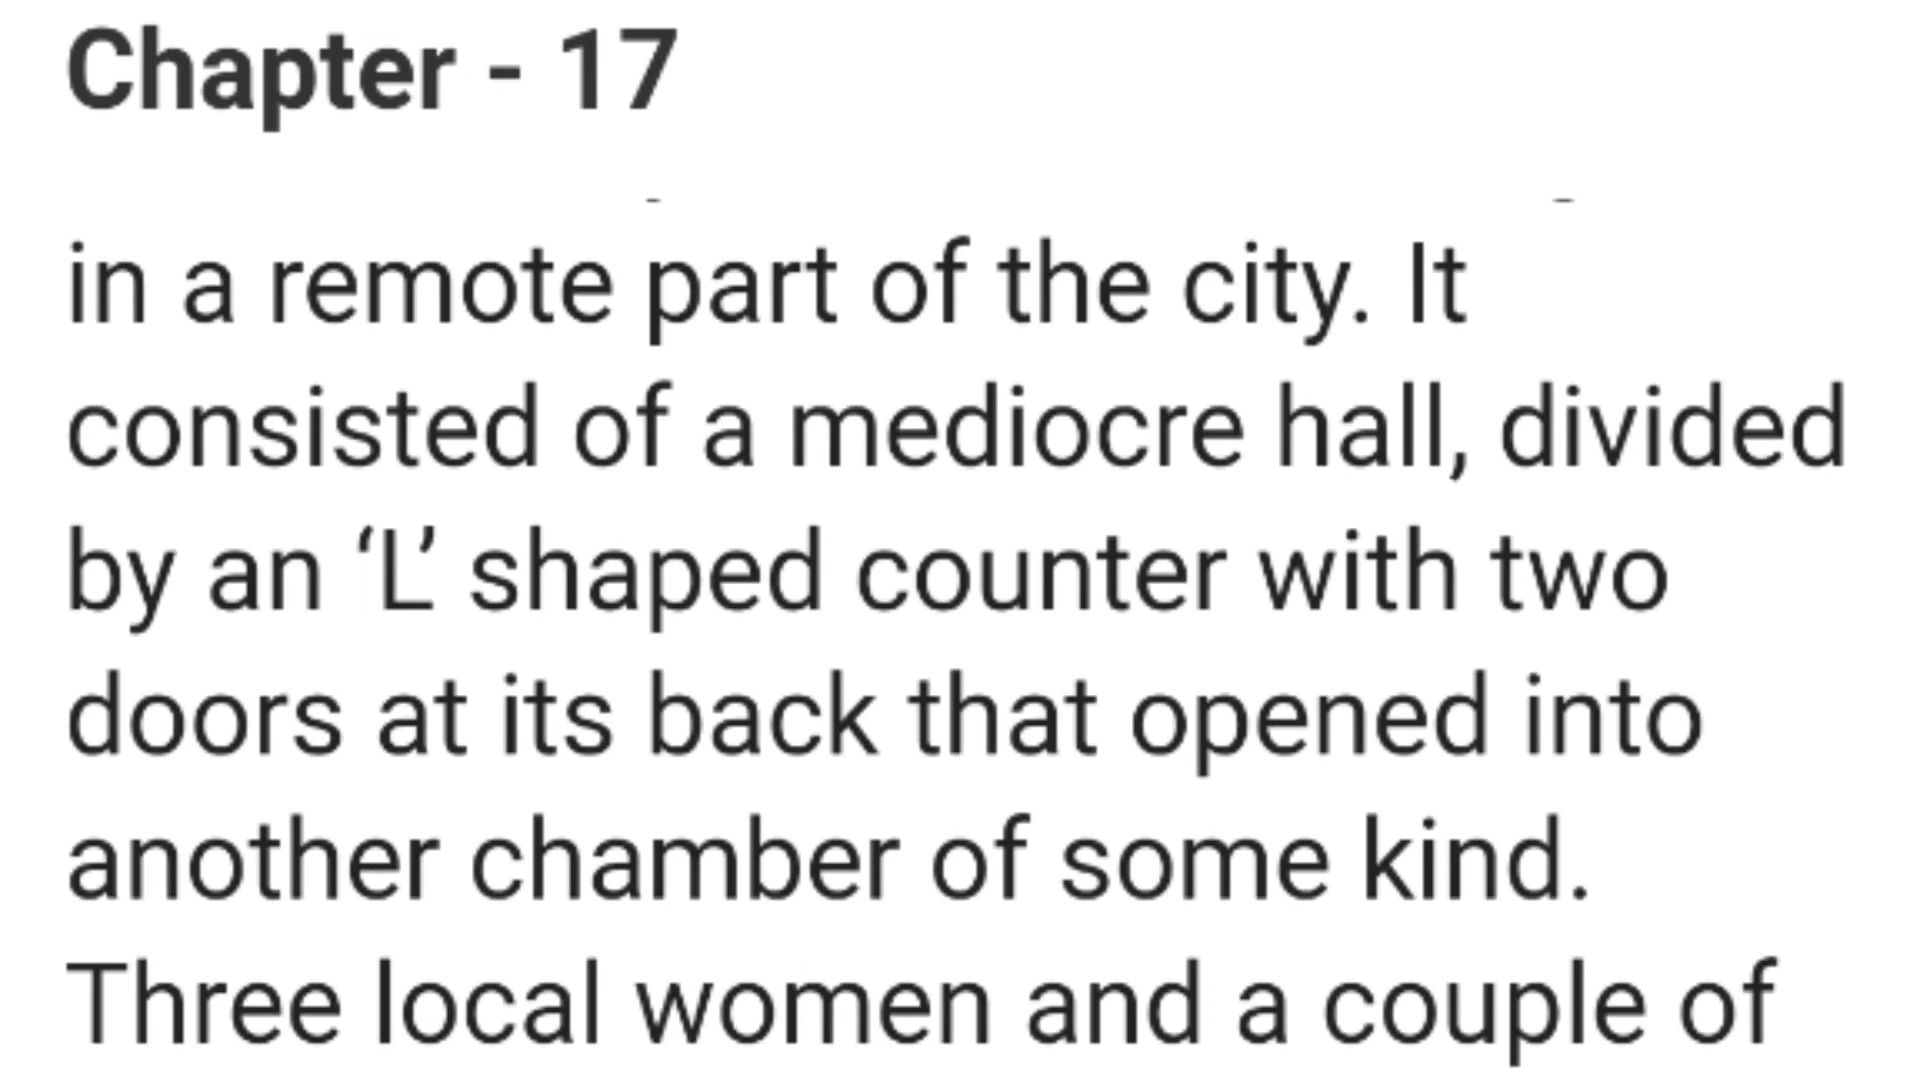 Chapter - 17
in a remote part of the city. It
consisted of a mediocre hall, divided
by an ‘L’ shaped counter with two
doors at its back that opened into
another chamber of some kind.
Three local women and a couple of